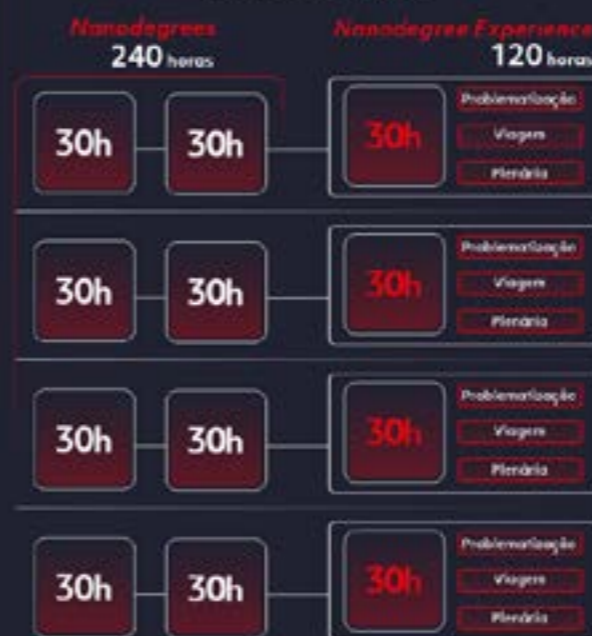 Nanodegrees
240 horas
Nanodegree Experience
120 horas
30h
30h
30h
Problematização
Viagem
Plenária
30h
30h
30h
Problematização
Viagem
Plenária
30h
30h
30h
Problematização
Viagem
Plenária
30h
30h
30h
Problematização
Viagem
Plenária